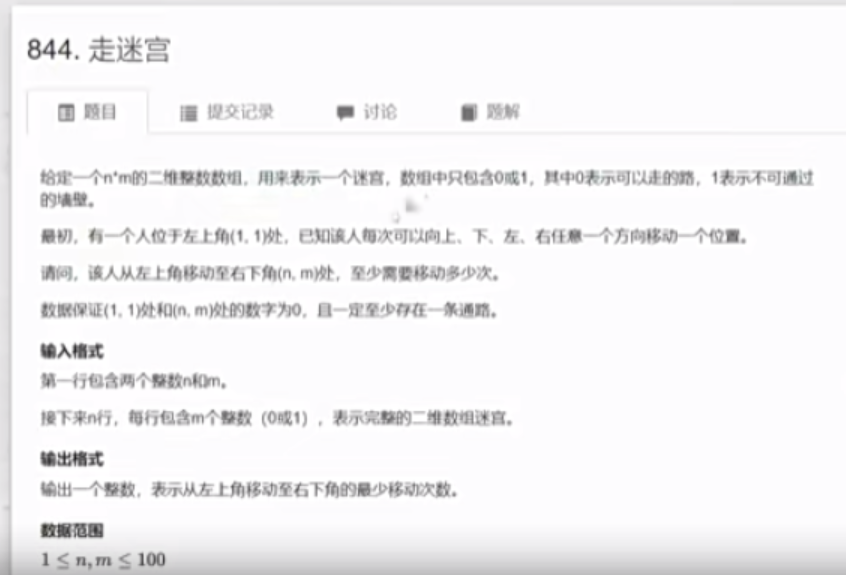 844. 走迷宫
题目 提交记录 讨论 题解
给定一个n*m的二维整数数组，用来表示一个迷宫，数组中只包含0或1，其中0表示可以走的路，1表示不可通过
的墙壁。
最初，有一个人位于左上角(1, 1)处，已知该人每次可以向上、下、左、右任意一个方向移动一个位置。
请问，该人从左上角移动至右下角(n, m)处，至少需要移动多少次。
数据保证(1, 1)处和(n, m)处的数字为0，且一定至少存在一条通路。
输入格式
第一行包含两个整数n和m。
接下来n行，每行包含m个整数（0或1），表示完整的二维数组迷宫。
输出格式
输出一个整数，表示从左上角移动至右下角的最少移动次数。
数据范围
1 ≤ n, m ≤ 100